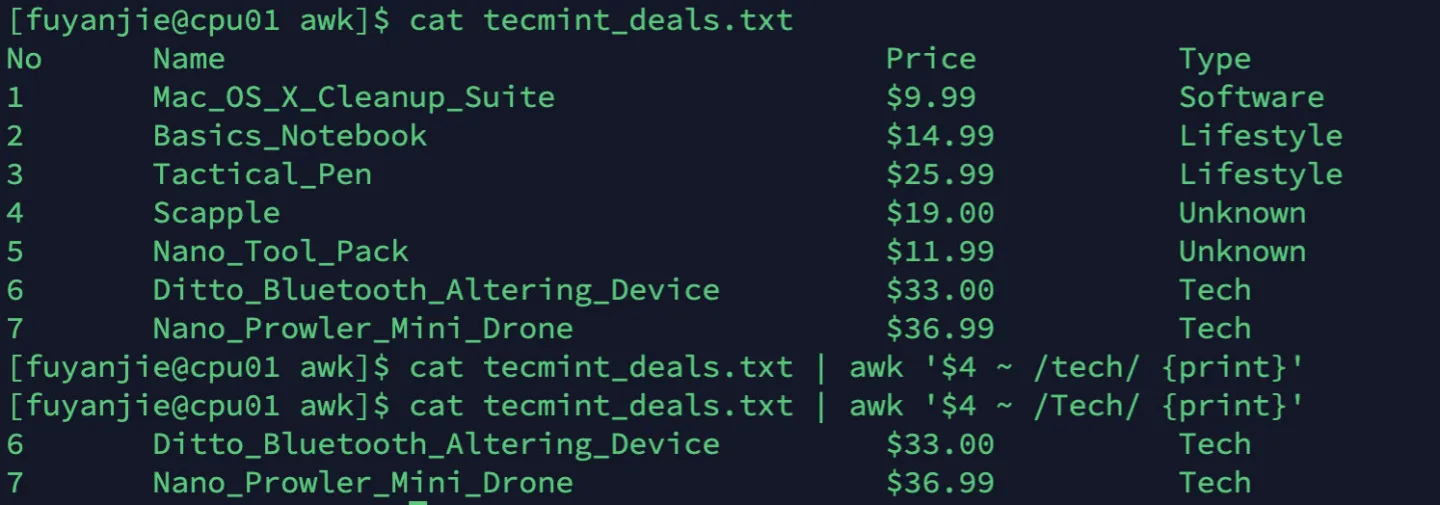 [fuyanjie@cpu01 awk]$ cat tecmint_deals.txt
No Name Price Type
1 Mac_OS_X_Cleanup_Suite $9.99 Software
2 Basics_Notebook $14.99 Lifestyle
3 Tactical_Pen $25.99 Lifestyle
4 Scapple $19.00 Unknown
5 Nano_Tool_Pack $11.99 Unknown
6 Ditto_Bluetooth_Altering_Device $33.00 Tech
7 Nano_Prowler_Mini_Drone $36.99 Tech
[fuyanjie@cpu01 awk]$ cat tecmint_deals.txt | awk '$4 ~ /tech/ {print}'
[fuyanjie@cpu01 awk]$ cat tecmint_deals.txt | awk '$4 ~ /Tech/ {print}'
6 Ditto_Bluetooth_Altering_Device $33.00 Tech
7 Nano_Prowler_Mini_Drone $36.99 Tech